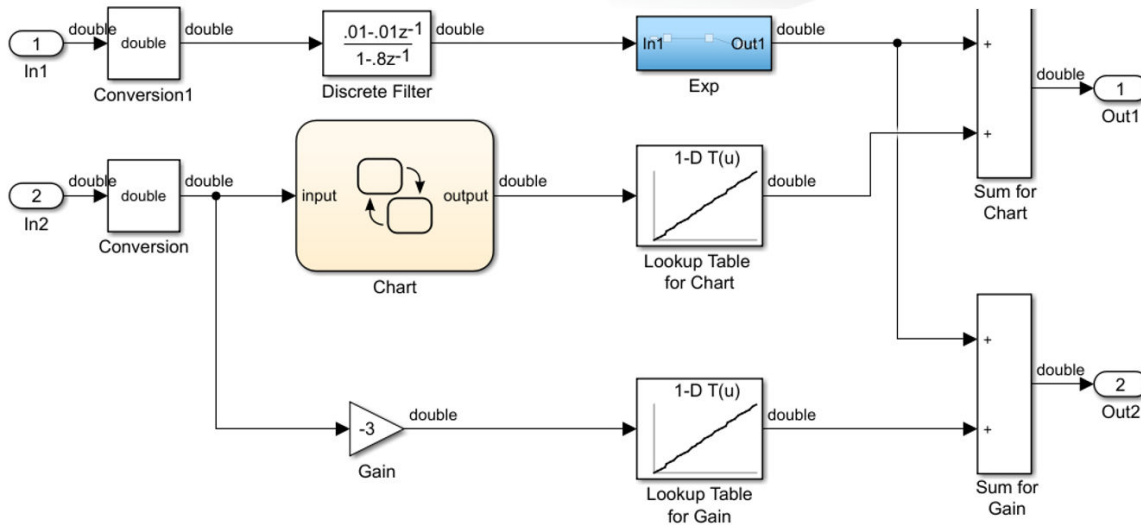 1
double
double
double
In1
Conversion1
.01-.01z-1
1-.8z-1
double
Discrete Filter
In1
Out1
double
Exp
+
+
double
1
Out1
Sum for
Chart
2
double
double
double
In2
Conversion
input
output
double
Chart
1-D T(u)
double
Lookup Table
for Chart
-3
double
Gain
1-D T(u)
double
Lookup Table
for Gain
+
+
double
2
Out2
Sum for
Gain